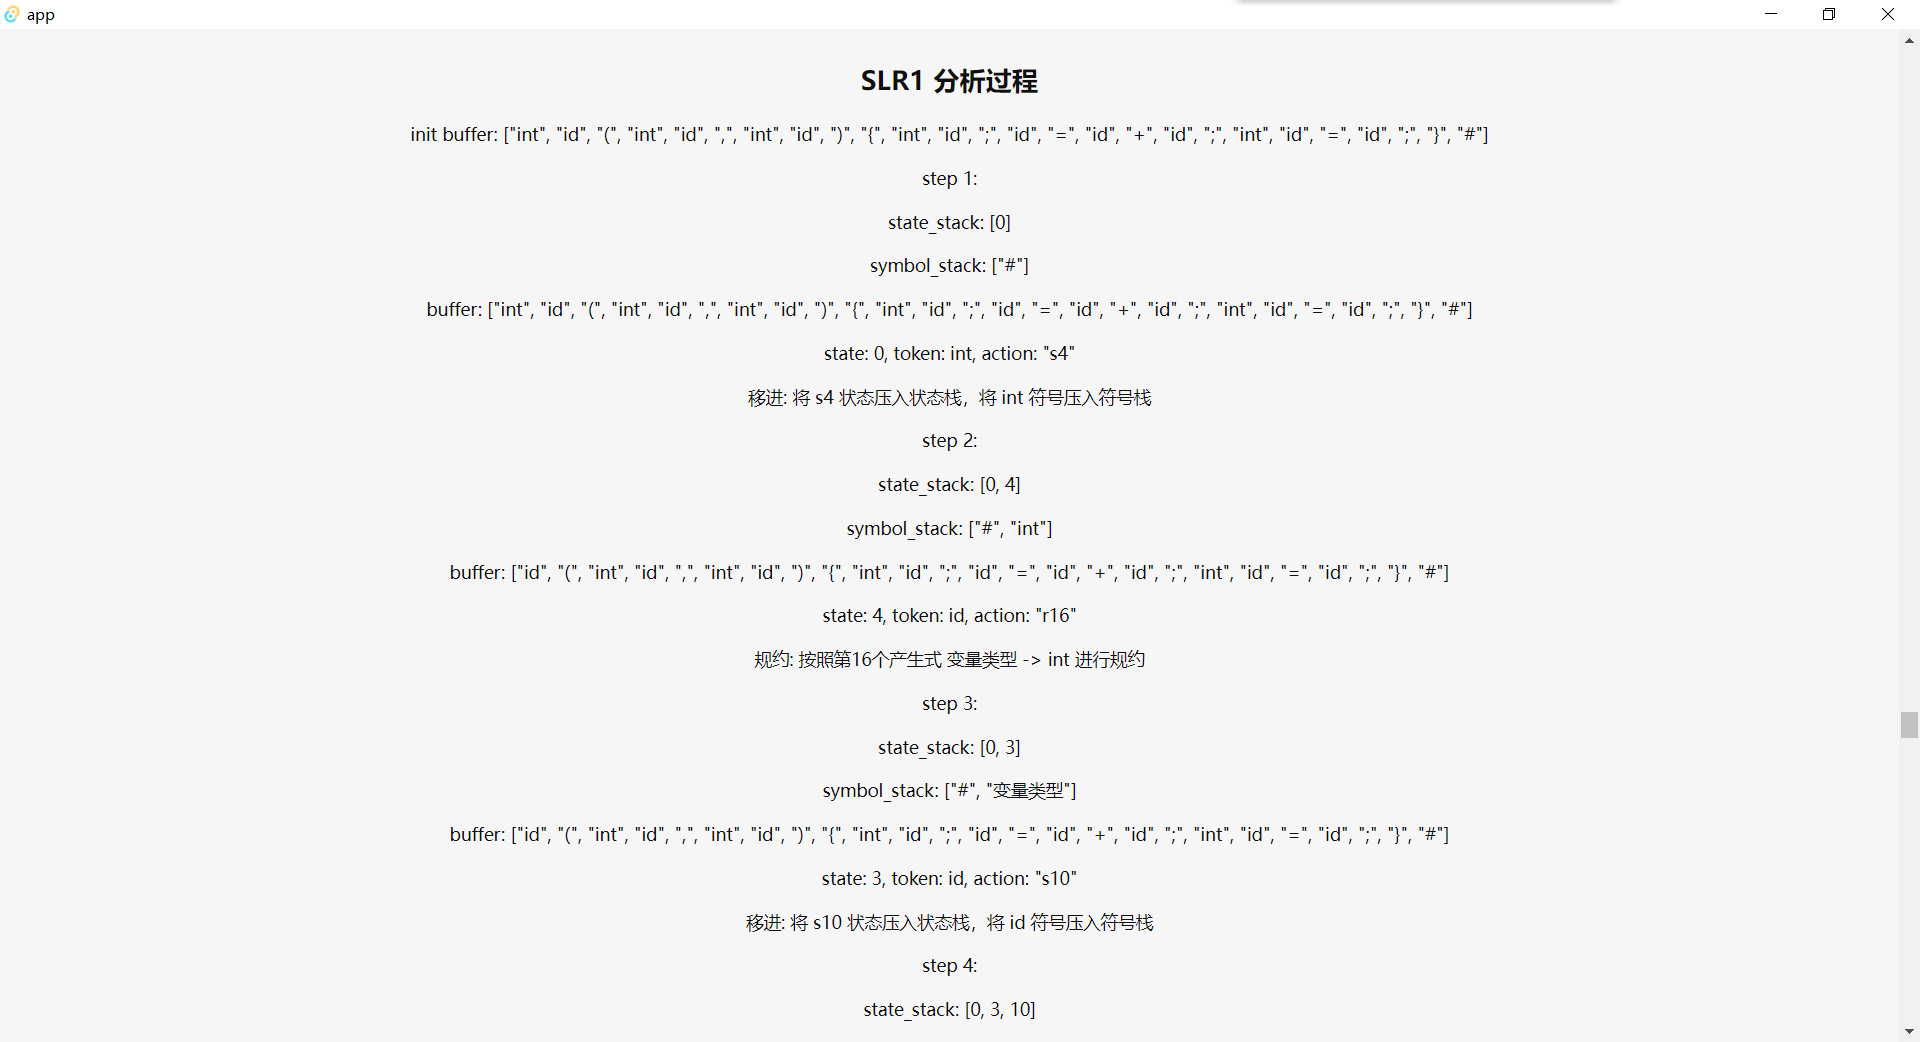 app
SLR1 分析过程
init buffer: ["int", "id", "(", "int", "id", ",", "int", "id", ")", "{", "int", "id", ";", "id", "=", "id", "+", "id", ";", "int", "id", "=", "id", ";", "}", "#"]
step 1:
state_stack: [0]
symbol_stack: ["#"]
buffer: ["int", "id", "(", "int", "id", ",", "int", "id", ")", "{", "int", "id", ";", "id", "=", "id", "+", "id", ";", "int", "id", "=", "id", ";", "}", "#"]
state: 0, token: int, action: "s4"
移进: 将 s4 状态压入状态栈，将 int 符号压入符号栈
step 2:
state_stack: [0, 4]
symbol_stack: ["#", "int"]
buffer: ["id", "(", "int", "id", ",", "int", "id", ")", "{", "int", "id", ";", "id", "=", "id", "+", "id", ";", "int", "id", "=", "id", ";", "}", "#"]
state: 4, token: id, action: "r16"
规约: 按照第16个产生式 变量类型 -> int 进行规约
step 3:
state_stack: [0, 3]
symbol_stack: ["#", "变量类型"]
buffer: ["id", "(", "int", "id", ",", "int", "id", ")", "{", "int", "id", ";", "id", "=", "id", "+", "id", ";", "int", "id", "=", "id", ";", "}", "#"]
state: 3, token: id, action: "s10"
移进: 将 s10 状态压入状态栈，将 id 符号压入符号栈
step 4:
state_stack: [0, 3, 10]